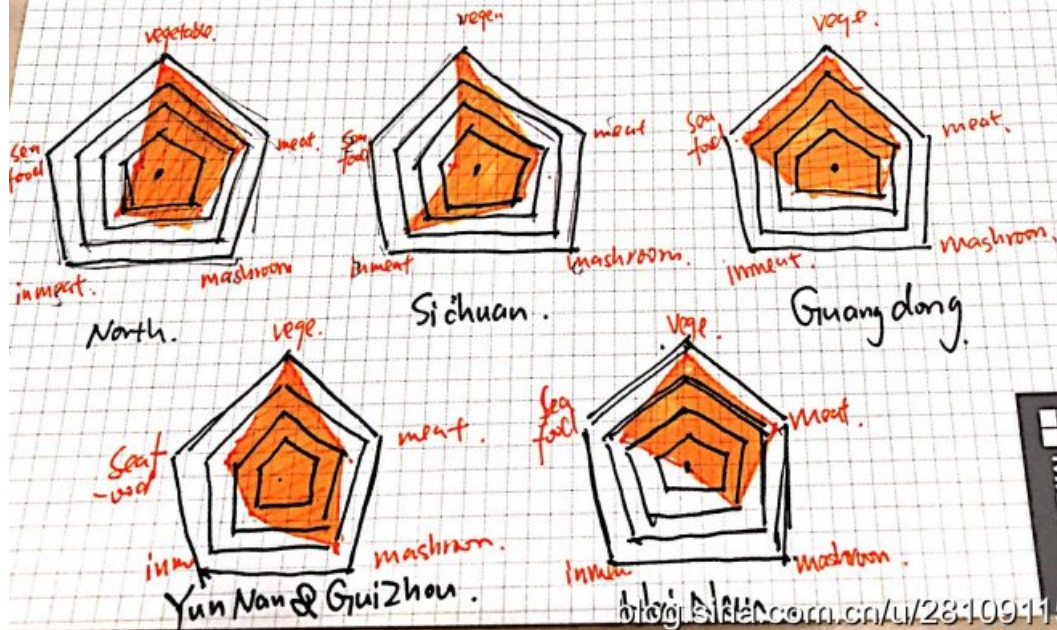 vegetable.
sea
food
meat.
inmeat.
mashroom
North.
vege..
sea
food
meat
inmeat
mashroom.
Sichuan.
vege.
Sea
food.
meat.
inmeat.
mashroom.
Guangdong.
vege.
Seaf
-ood
meat.
mashroom.
YunNan & GuiZhou.
Vege.
Sea
food
meat.
mashroom.
blog.sina.com.cn/u/2810911